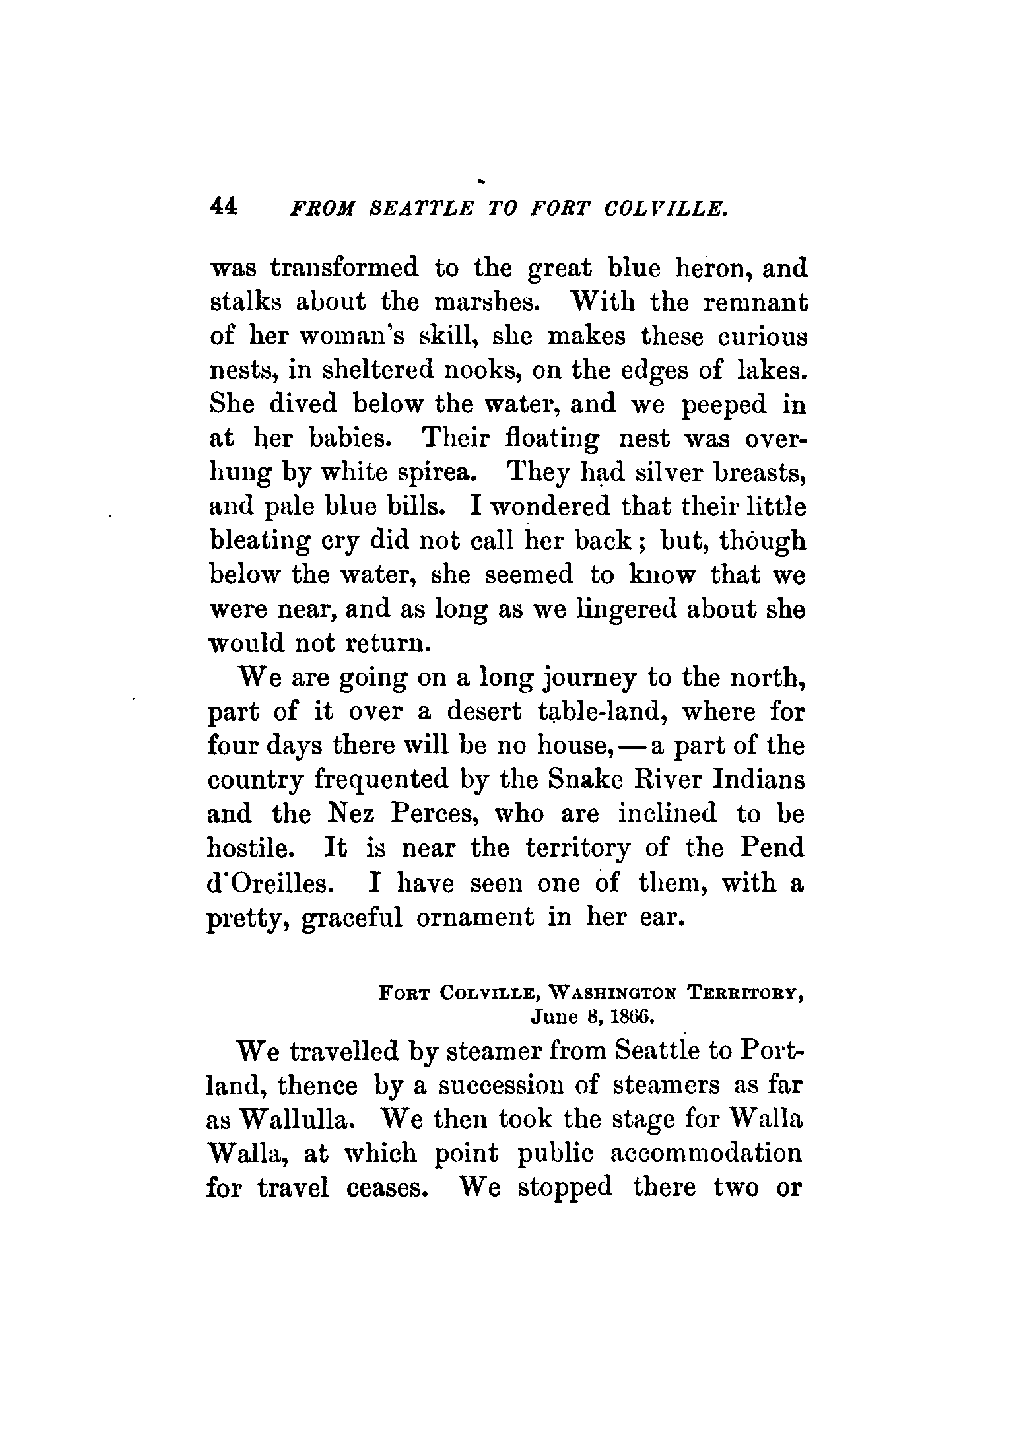 44 FROM SEATTLE TO FORT COLVILLE.
was transformed to the great blue heron, and
stalks about the marshes. With the remnant
of her woman's skill, she makes these curious
nests, in sheltered nooks, on the edges of lakes.
She dived below the water, and we peeped in
at her babies. Their floating nest was over-
hung by white spirea. They had silver breasts,
and pale blue bills. I wondered that their little
bleating cry did not call her back; but, though
below the water, she seemed to know that we
were near, and as long as we lingered about she
would not return.
We are going on a long journey to the north,
part of it over a desert table-land, where for
four days there will be no house,—a part of the
country frequented by the Snake River Indians
and the Nez Perces, who are inclined to be
hostile. It is near the territory of the Pend
d'Oreilles. I have seen one of them, with a
pretty, graceful ornament in her ear.
FORT COLVILLE, WASHINGTON TERRITORY,
June 8, 1866.
We travelled by steamer from Seattle to Port-
land, thence by a succession of steamers as far
as Wallulla. We then took the stage for Walla
Walla, at which point public accommodation
for travel ceases. We stopped there two or